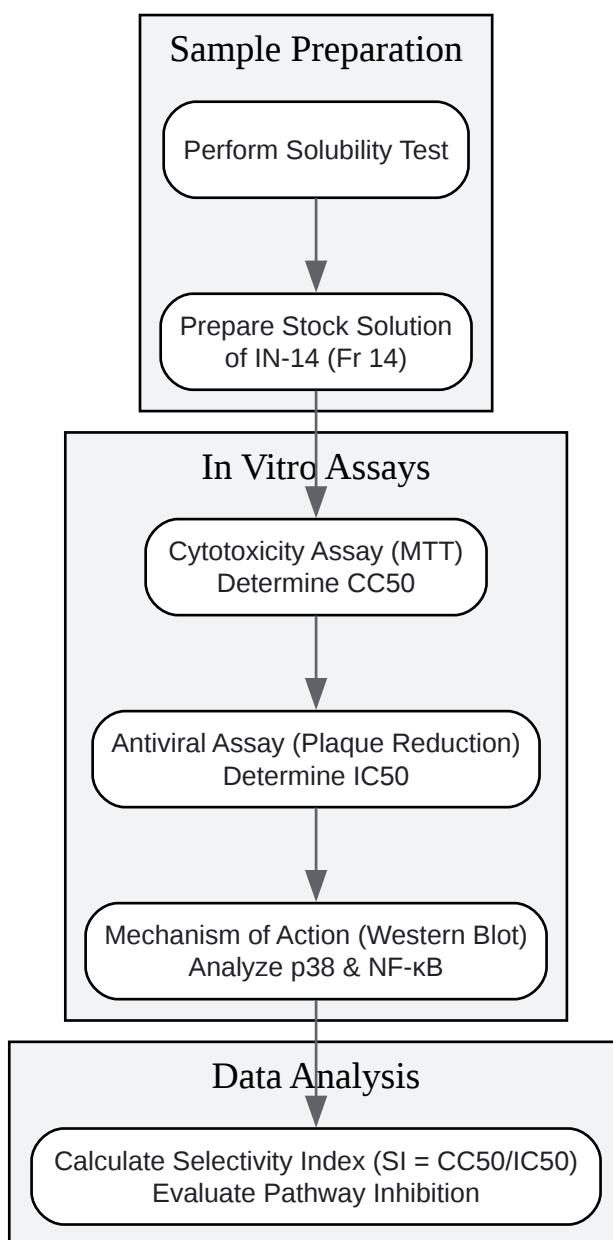 Sample Preparation
Perform Solubility Test
Prepare Stock Solution
of IN-14 (Fr 14)
In Vitro Assays
Cytotoxicity Assay (MTT)
Determine CC50
Antiviral Assay (Plaque Reduction)
Determine IC50
Mechanism of Action (Western Blot)
Analyze p38 & NF-κB
Data Analysis
Calculate Selectivity Index (SI = CC50/IC50)
Evaluate Pathway Inhibition